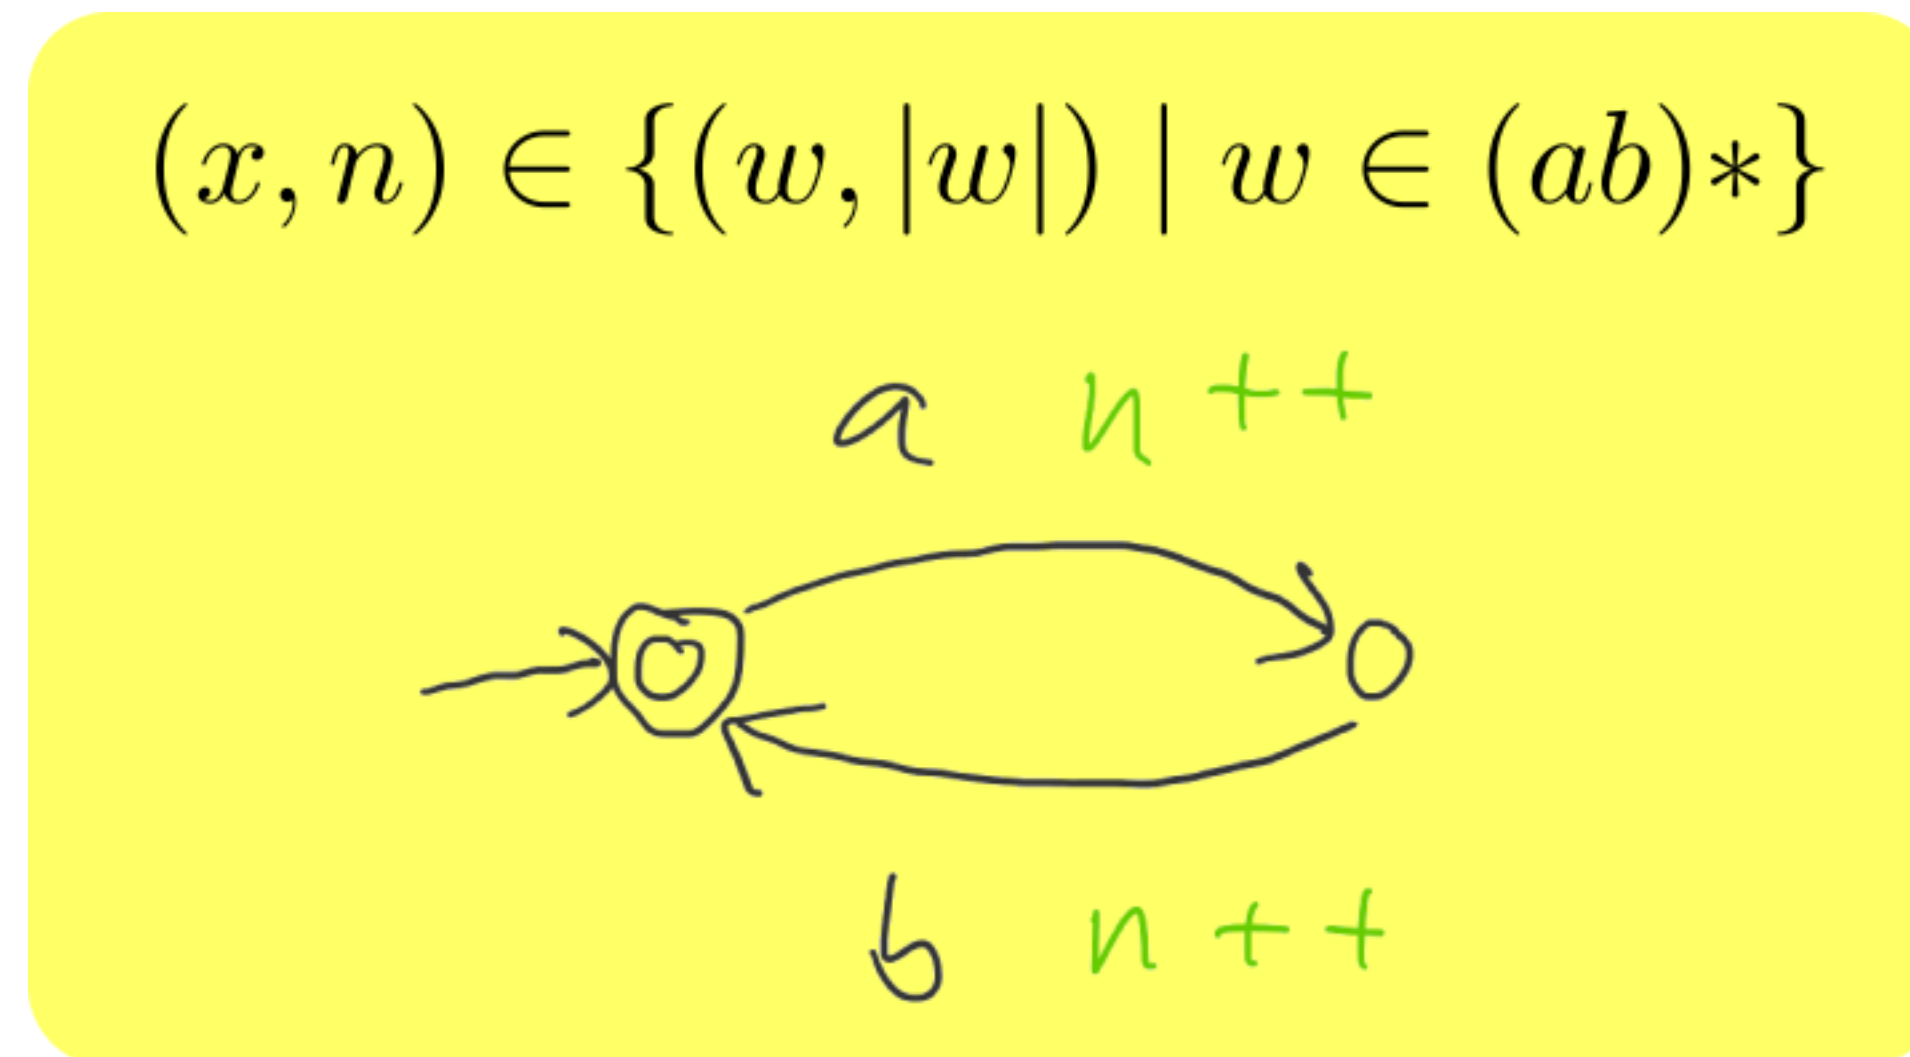 (x, n) ∈ {(w, |w|) | w ∈ (ab)*}
a n++
b n++